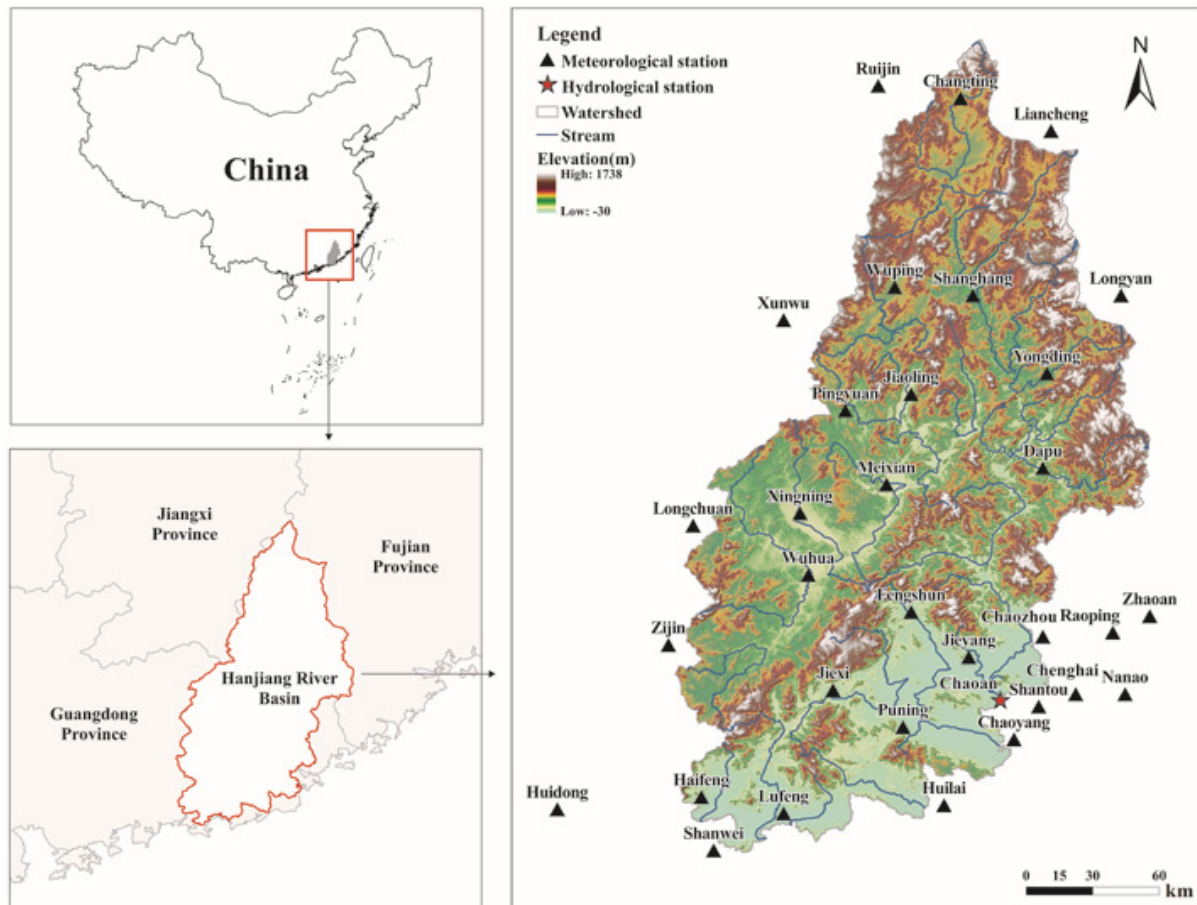 China
Jiangxi
Province
Fujian
Province
Hanjiang River
Basin
Guangdong
Province
Legend
Meteorological station
Hydrological station
Watershed
Stream
Elevation(m)
High: 1738
Low: -30
N
Ruijin
Changting
Liancheng
Wuping
Shanghang
Longyan
Xunwu
Yongding
Jiaoling
Pingyuan
Dapu
Meixian
Xingning
Longchuan
Wuhua
Fengshun
Chaozhou
Raoping
Zhaoan
Zijin
Jieyang
Jiexi
Chaoan
Chenghai
Nanao
Shantou
Puning
Chaoyang
Haifeng
Huidong
Lufeng
Huilai
Shanwei
0 15 30 60
km